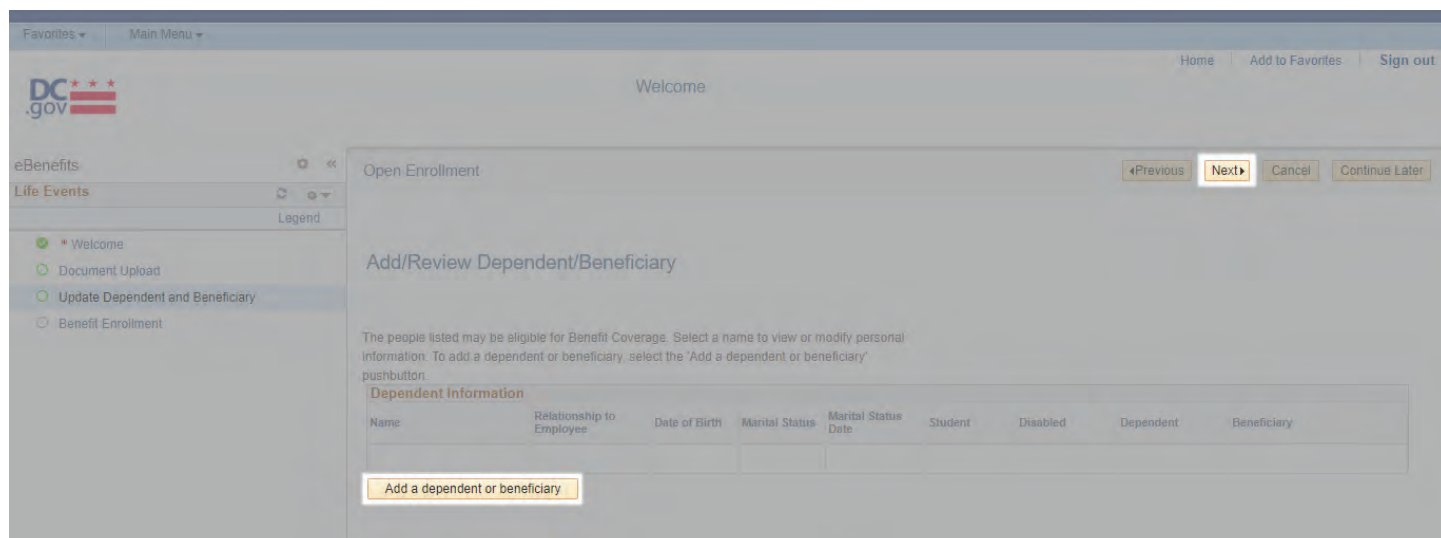 Favorites Main Menu
Home Add to Favorites Sign out
DC
.gov
Welcome
eBenefits
Life Events
Legend
* Welcome
Document Upload
Update Dependent and Beneficiary
Benefit Enrollment
Open Enrollment
Previous Next Cancel Continue Later
Add/Review Dependent/Beneficiary
The people listed may be eligible for Benefit Coverage. Select a name to view or modify personal
information. To add a dependent or beneficiary, select the 'Add a dependent or beneficiary'
pushbutton.
Dependent Information
Name Relationship to Employee Date of Birth Marital Status Marital Status Date Student Disabled Dependent Beneficiary
Add a dependent or beneficiary